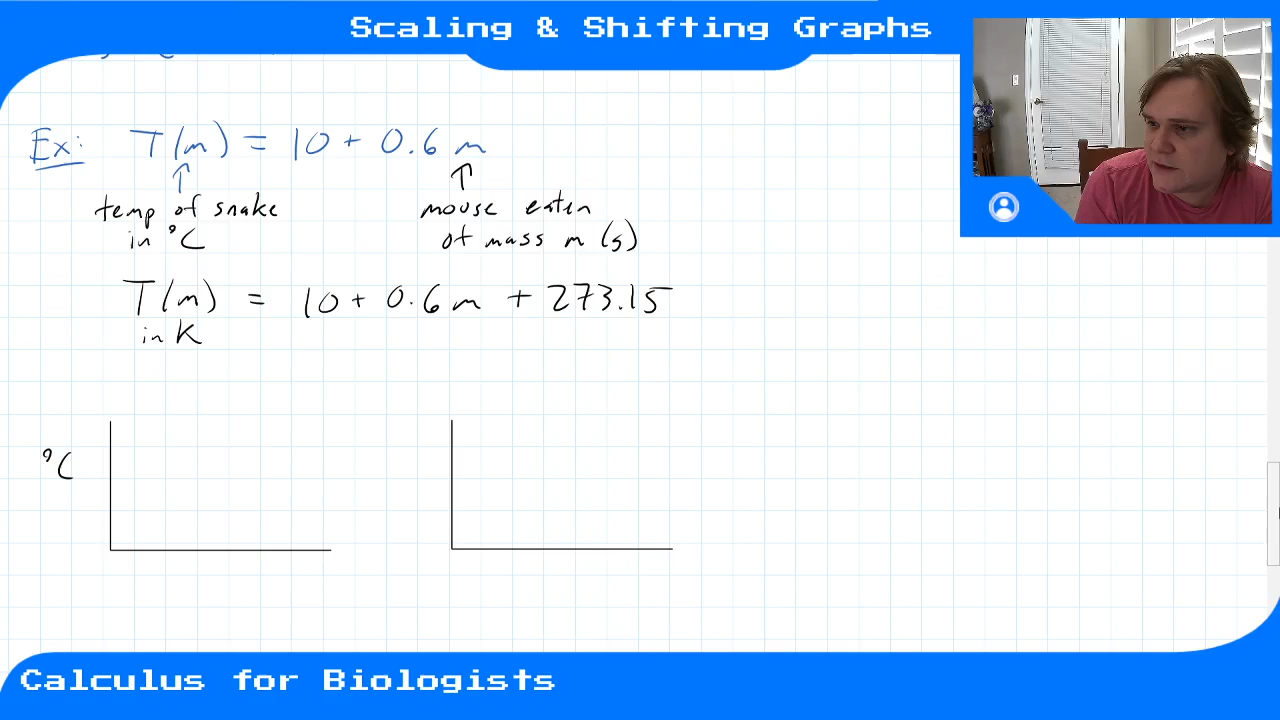 Scaling & Shifting Graphs
Ex: T(m) = 10 + 0.6 m
↑ ↑
temp of snake mouse eaten
in °C of mass m (g)
T(m) = 10 + 0.6 m + 273.15
in K
°C
Calculus for Biologists